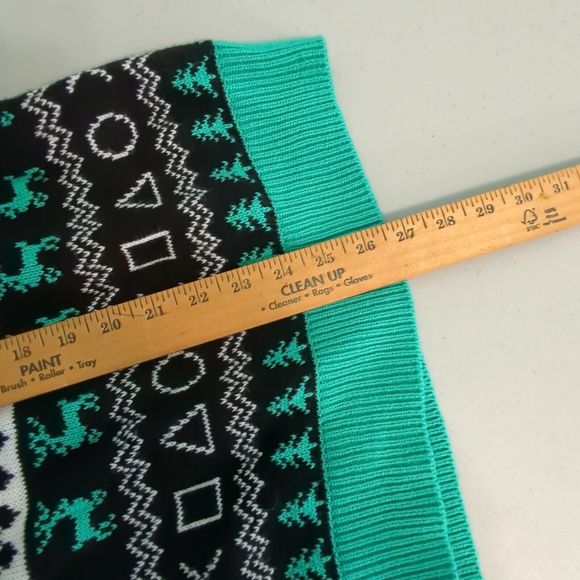 18 19 20 21 22 23 24 25 26 27 28 29 30 31
PAINT
Brush • Roller • Tray
CLEAN UP
• Cleaner • Rags • Gloves
FSC